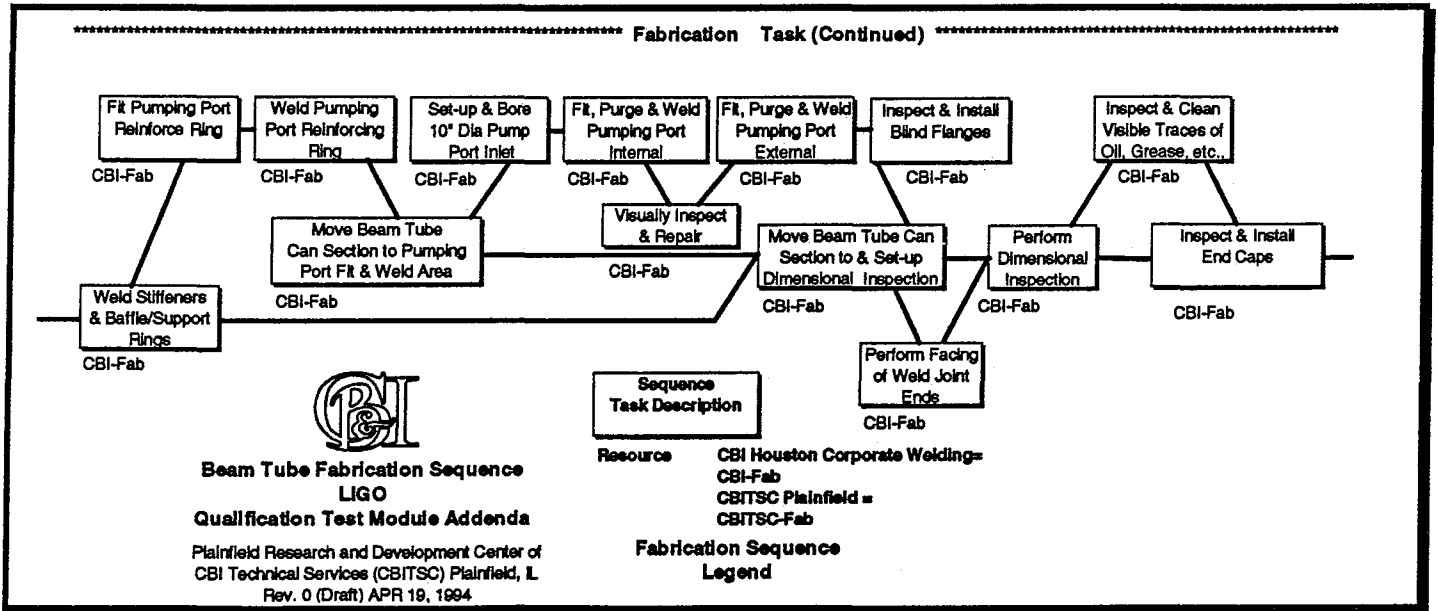 ****************************** Fabrication Task (Continued) ******************************
Fit Pumping Port
Reinforce Ring
CBI-Fab
Weld Pumping
Port Reinforcing
Ring
CBI-Fab
Set-up & Bore
10" Dia Pump
Port Inlet
CBI-Fab
Fit, Purge & Weld
Pumping Port
Internal
CBI-Fab
Fit, Purge & Weld
Pumping Port
External
CBI-Fab
Inspect & Install
Blind Flanges
CBI-Fab
Inspect & Clean
Visible Traces of
Oil, Grease, etc.,
CBI-Fab
Move Beam Tube
Can Section to Pumping
Port Fit & Weld Area
CBI-Fab
Visually Inspect
& Repair
CBI-Fab
Move Beam Tube Can
Section to & Set-up
Dimensional Inspection
CBI-Fab
Perform
Dimensional
Inspection
CBI-Fab
Inspect & Install
End Caps
CBI-Fab
Weld Stiffeners
& Baffle/Support
Rings
CBI-Fab
Perform Facing
of Weld Joint
Ends
CBI-Fab
CB&I
Beam Tube Fabrication Sequence
LIGO
Qualification Test Module Addenda
Plainfield Research and Development Center of
CBI Technical Services (CBITSC) Plainfield, IL
Rev. 0 (Draft) APR 19, 1994
Sequence
Task Description
Resource CBI Houston Corporate Welding=
CBI-Fab
CBITSC Plainfield =
CBITSC-Fab
Fabrication Sequence
Legend